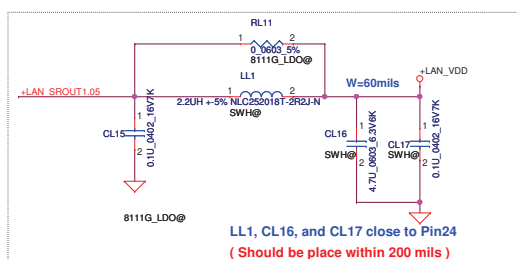 RL11
1
2
0_0603_5%
8111G_LDO@
LL1
+LAN_SROUT1.05
1
2
2.2UH +-5% NLC252018T-2R2J-N
SWH@
W=60mils
+LAN_VDD
1
CL15
2
0.1U_0402_16V7K
1
CL16
SWH@
2
4.7U_0603_6.3V6K
1
CL17
SWH@
2
0.1U_0402_16V7K
8111G_LDO@
LL1, CL16, and CL17 close to Pin24
( Should be place within 200 mils )